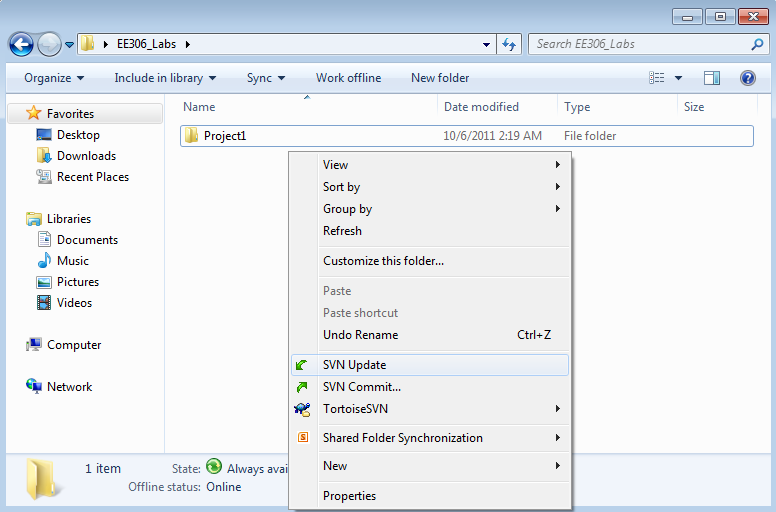 EE306_Labs
Search EE306_Labs
Organize Include in library Sync Work offline New folder
Name Date modified Type Size
Favorites
Desktop
Downloads
Recent Places
Libraries
Documents
Music
Pictures
Videos
Computer
Network
Project1 10/6/2011 2:19 AM File folder
View
Sort by
Group by
Refresh
Customize this folder...
Paste
Paste shortcut
Undo Rename Ctrl+Z
SVN Update
SVN Commit...
TortoiseSVN
Shared Folder Synchronization
New
Properties
1 item State: Always avai
Offline status: Online